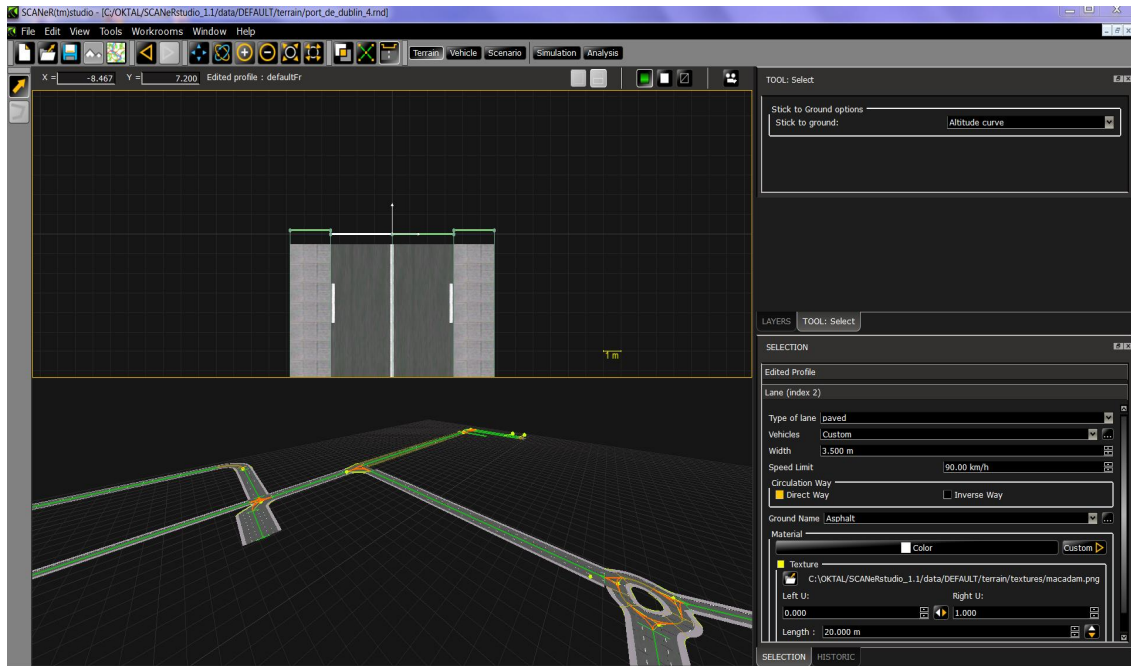 SCANeR(tm)studio - [C:/OKTAL/SCANeRstudio_1.1/data/DEFAULT/terrain/port_de_dublin_4.rnd]
File Edit View Tools Workrooms Window Help
Terrain Vehicle Scenario Simulation Analysis
X = -8.467 Y = 7.200 Edited profile : defaultFr
1 m
TOOL: Select
Stick to Ground options
Stick to ground: Altitude curve
LAYERS TOOL: Select
SELECTION
Edited Profile
Lane (index 2)
Type of lane paved
Vehicles Custom ...
Width 3.500 m
Speed Limit 90.00 km/h
Circulation Way
Direct Way Inverse Way
Ground Name Asphalt ...
Material
Color Custom
Texture
C:\OKTAL/SCANeRstudio_1.1/data/DEFAULT/terrain/textures/macadam.png
Left U: Right U:
0.000 1.000
Length : 20.000 m
SELECTION HISTORIC